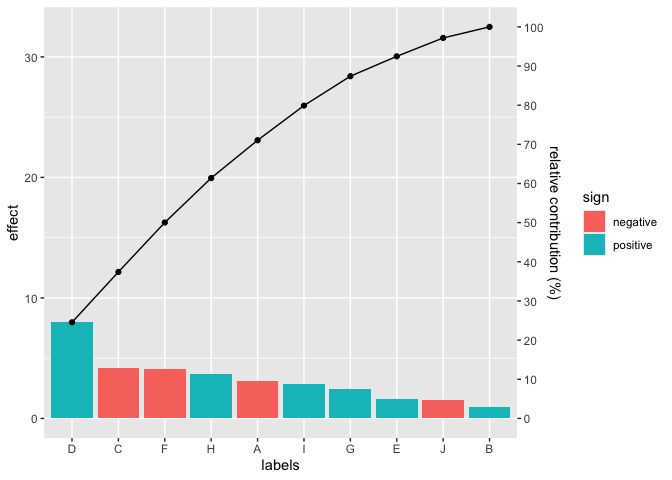 effect
30
20
10
0
100
90
80
70
60
50
40
30
20
10
0
relative contribution (%)
D C F H A I G E J B
labels
sign
negative
positive